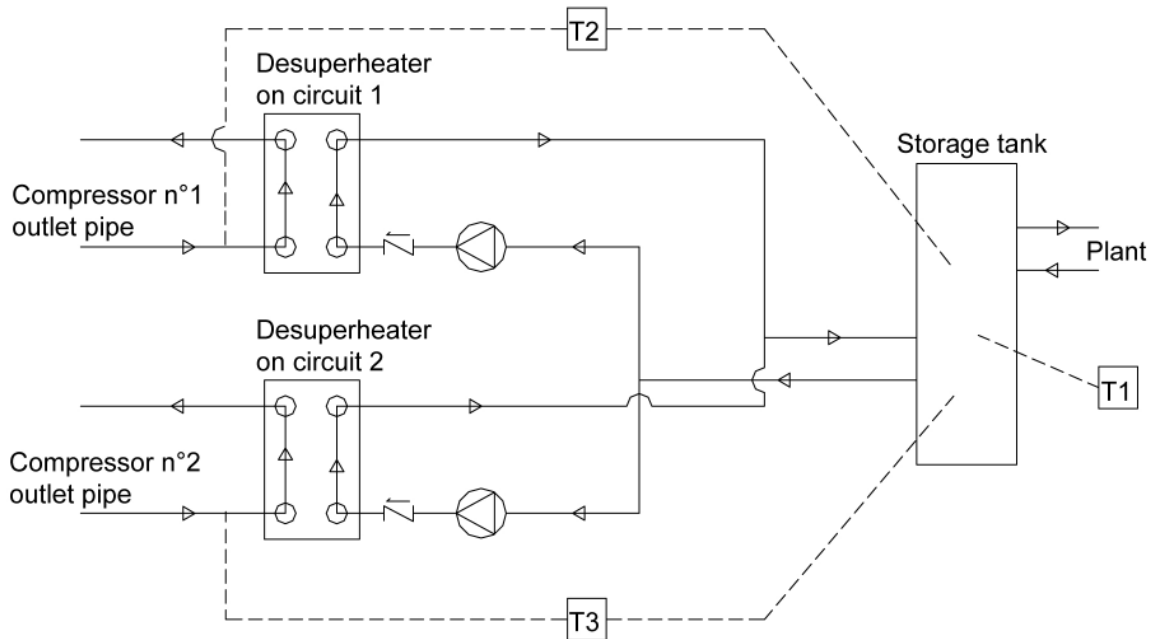 T2
Desuperheater
on circuit 1
Storage tank
Compressor n°1
outlet pipe
Plant
Desuperheater
on circuit 2
T1
Compressor n°2
outlet pipe
T3